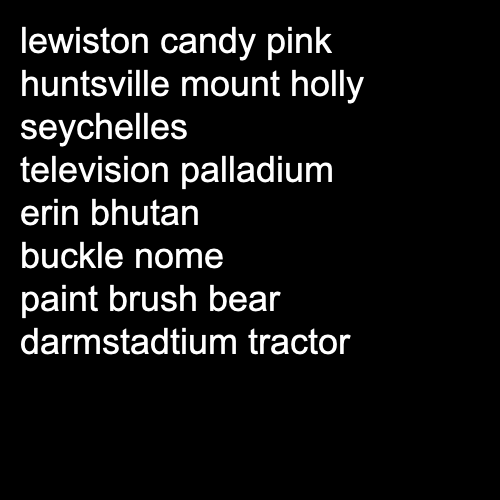 lewiston candy pink
huntsville mount holly
seychelles
television palladium
erin bhutan
buckle nome
paint brush bear
darmstadtium tractor